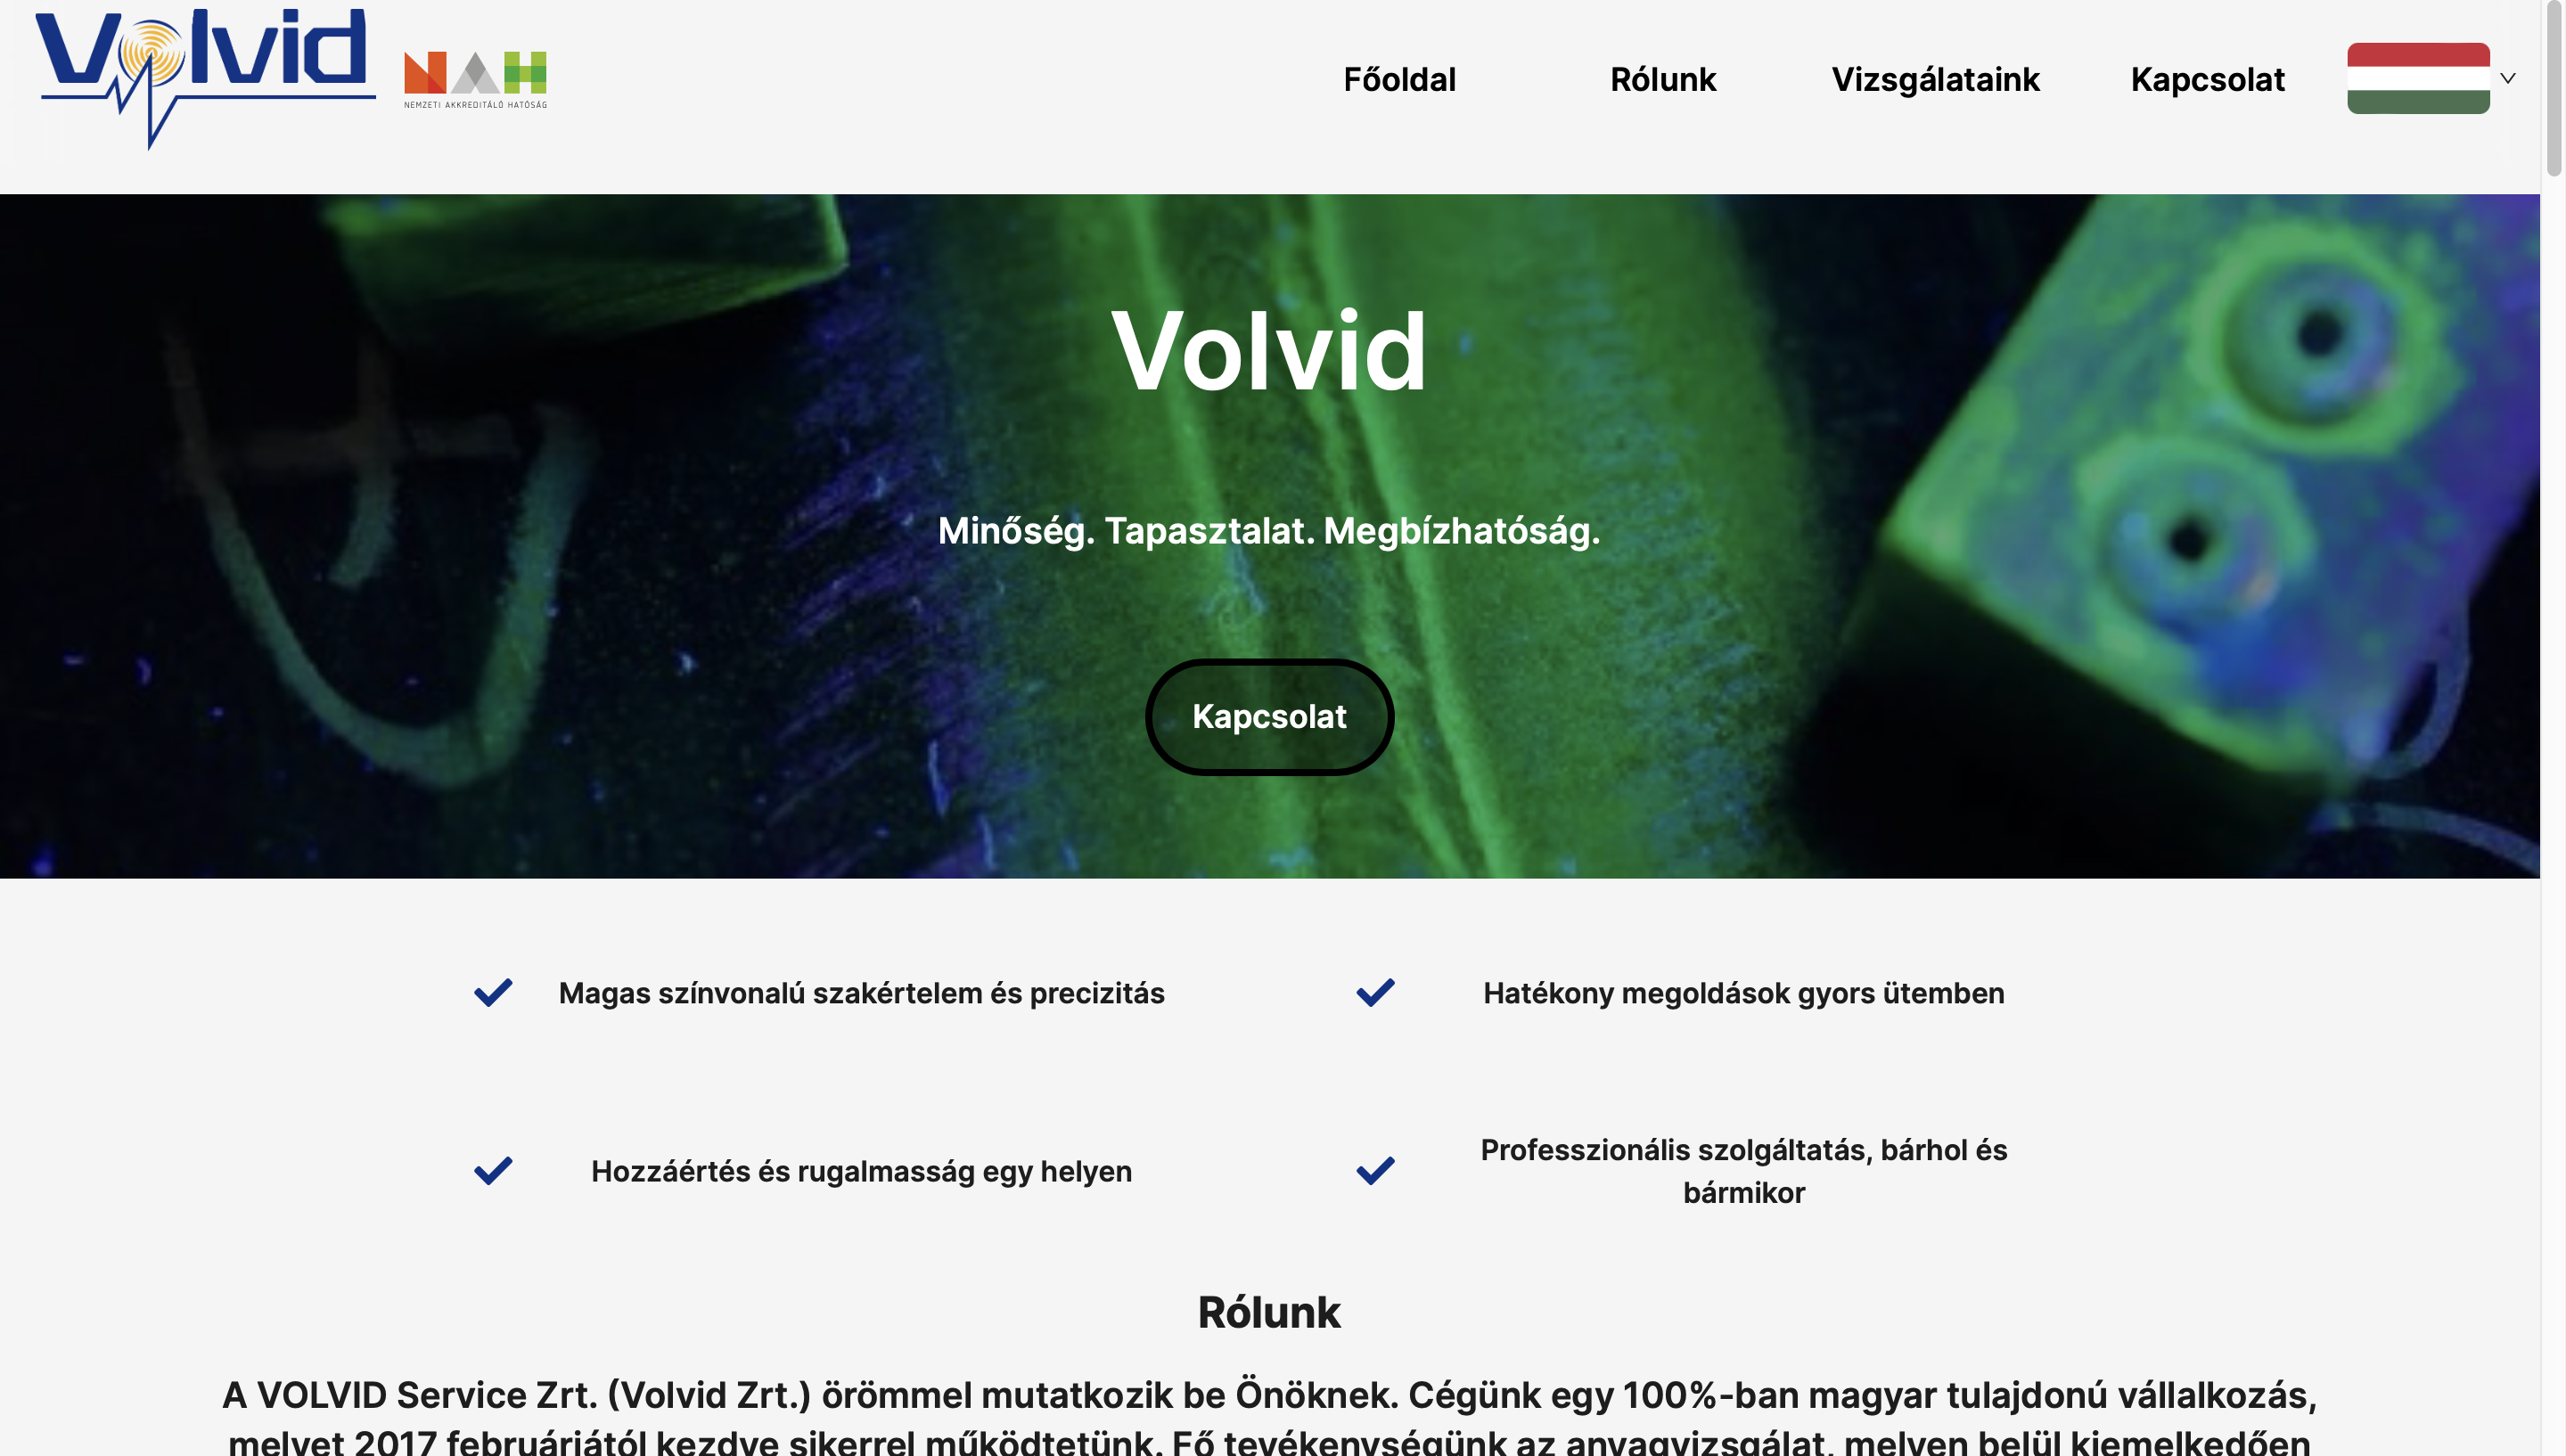 Volvid
NAH
NEMZETI AKKREDITÁLÓ HATÓSÁG
Főoldal
Rólunk
Vizsgálataink
Kapcsolat
Volvid
Minőség. Tapasztalat. Megbízhatóság.
Kapcsolat
Magas színvonalú szakértelem és precizitás
Hatékony megoldások gyors ütemben
Hozzáértés és rugalmasság egy helyen
Professzionális szolgáltatás, bárhol és
bármikor
Rólunk
A VOLVID Service Zrt. (Volvid Zrt.) örömmel mutatkozik be Önöknek. Cégünk egy 100%-ban magyar tulajdonú vállalkozás,
melyet 2017 februárjától kezdve sikerrel működtetünk. Fő tevékenységünk az anyagvizsgálat, melyen belül kiemelkedően